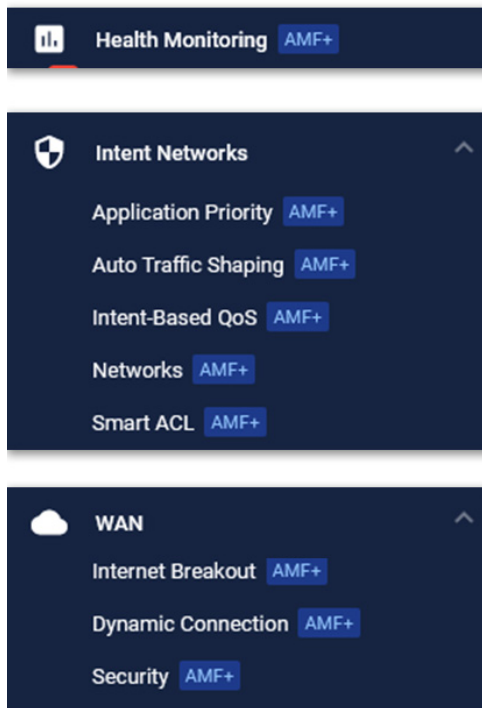 Health Monitoring AMF+
Intent Networks
Application Priority AMF+
Auto Traffic Shaping AMF+
Intent-Based QoS AMF+
Networks AMF+
Smart ACL AMF+
WAN
Internet Breakout AMF+
Dynamic Connection AMF+
Security AMF+